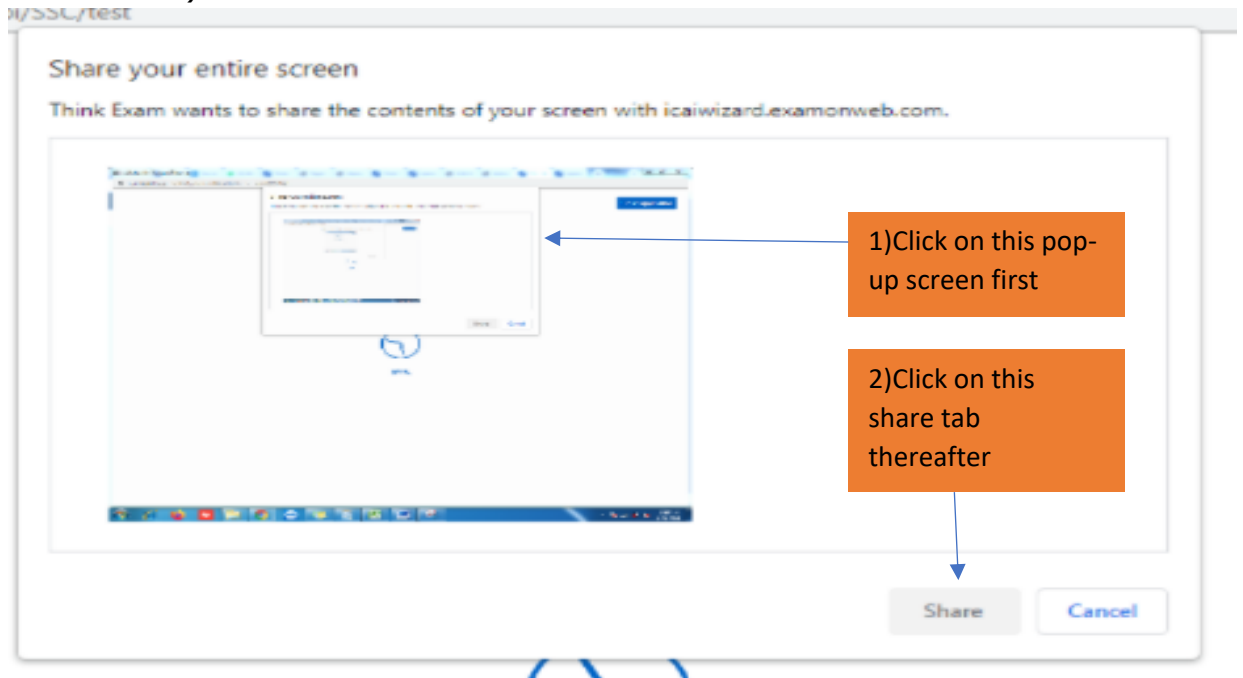 /SSC/test
Share your entire screen
Think Exam wants to share the contents of your screen with icaiwizard.examonweb.com.
1)Click on this pop-
up screen first
2)Click on this
share tab
thereafter
Share Cancel